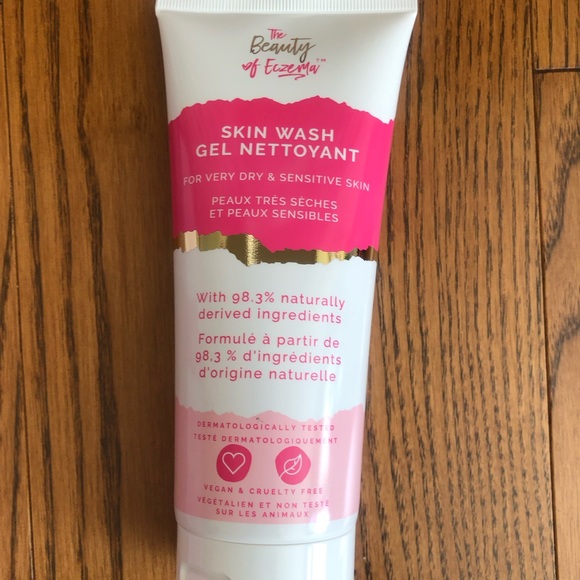 The
Beauty
of Eczema™
SKIN WASH
GEL NETTOYANT
FOR VERY DRY & SENSITIVE SKIN
PEAUX TRÈS SÈCHES
ET PEAUX SENSIBLES
With 98.3% naturally
derived ingredients
Formulé à partir de
98,3 % d'ingrédients
d'origine naturelle
DERMATOLOGICALLY TESTED
TESTÉ DERMATOLOGIQUEMENT
VEGAN & CRUELTY FREE
VÉGÉTALIEN ET NON TESTÉ
SUR LES ANIMAUX